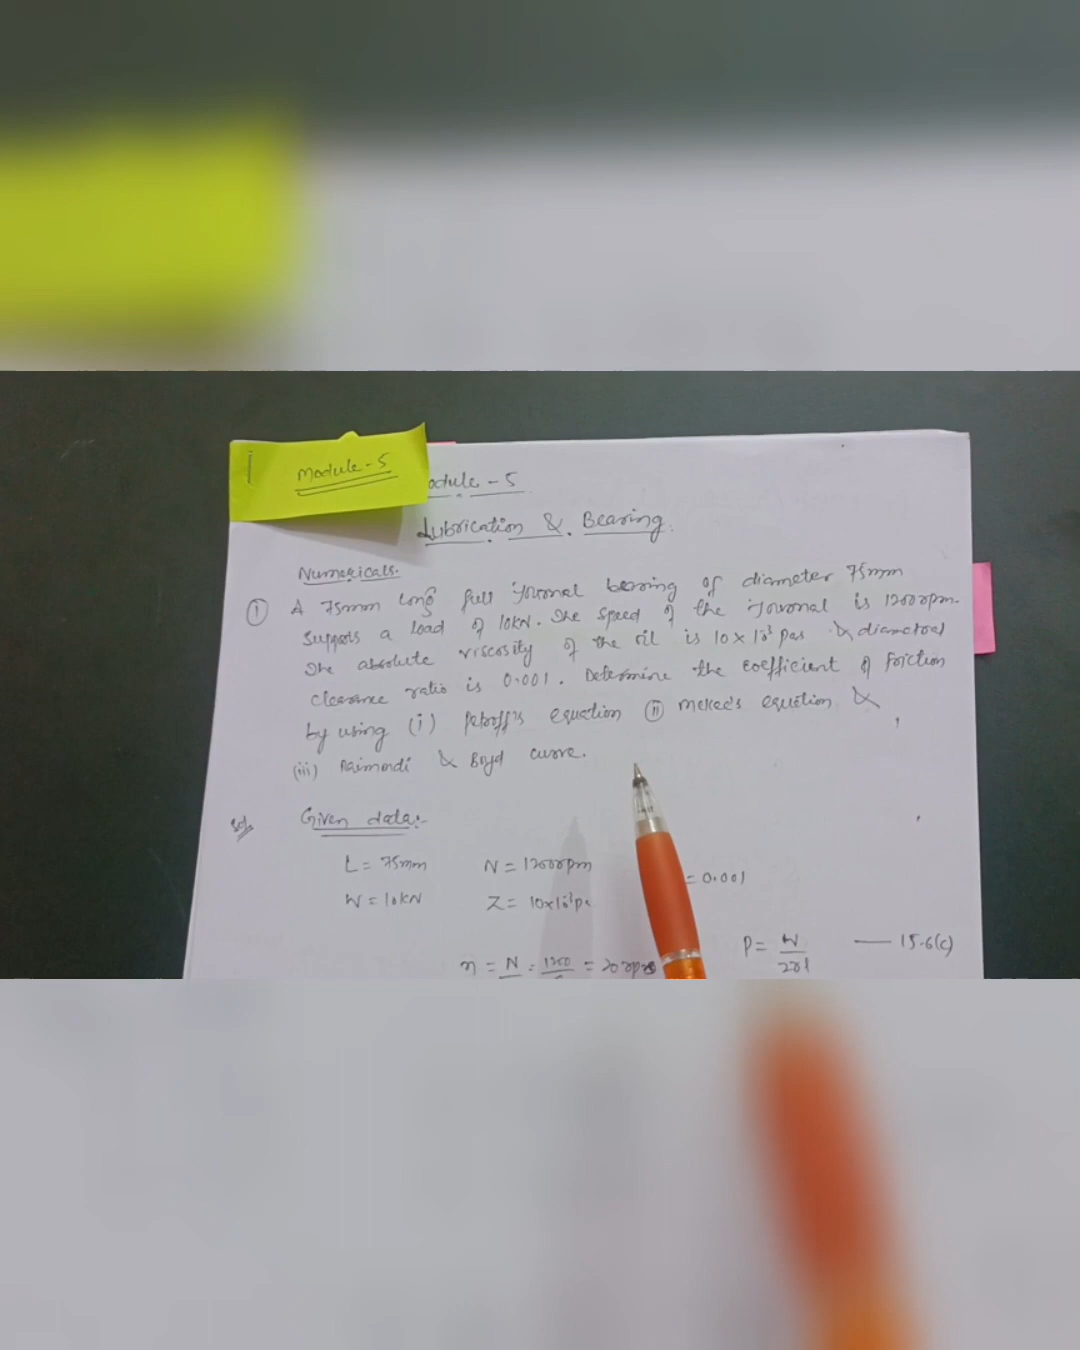 Module-5
odule - 5
Lubrication & Bearing.
Numericals.
① A 75mm long full journal bearing of diameter 75mm
supports a load of 10kN. The speed of the journal is 1200rpm.
The absolute viscosity of the oil is 10 x 10⁻³ pas & diametral
clearance ratio is 0.001. Determine the coefficient of friction
by using (i) petroff's equation (ii) Mckee's equation &
(iii) Raimondi & Boyd curve.
Sol. Given data:-
L = 75mm N = 1200rpm = 0.001
W = 10kN Z = 10x10⁻³pa
n = N = 1200 = 20rps P = W/2rl — 15.6(c)